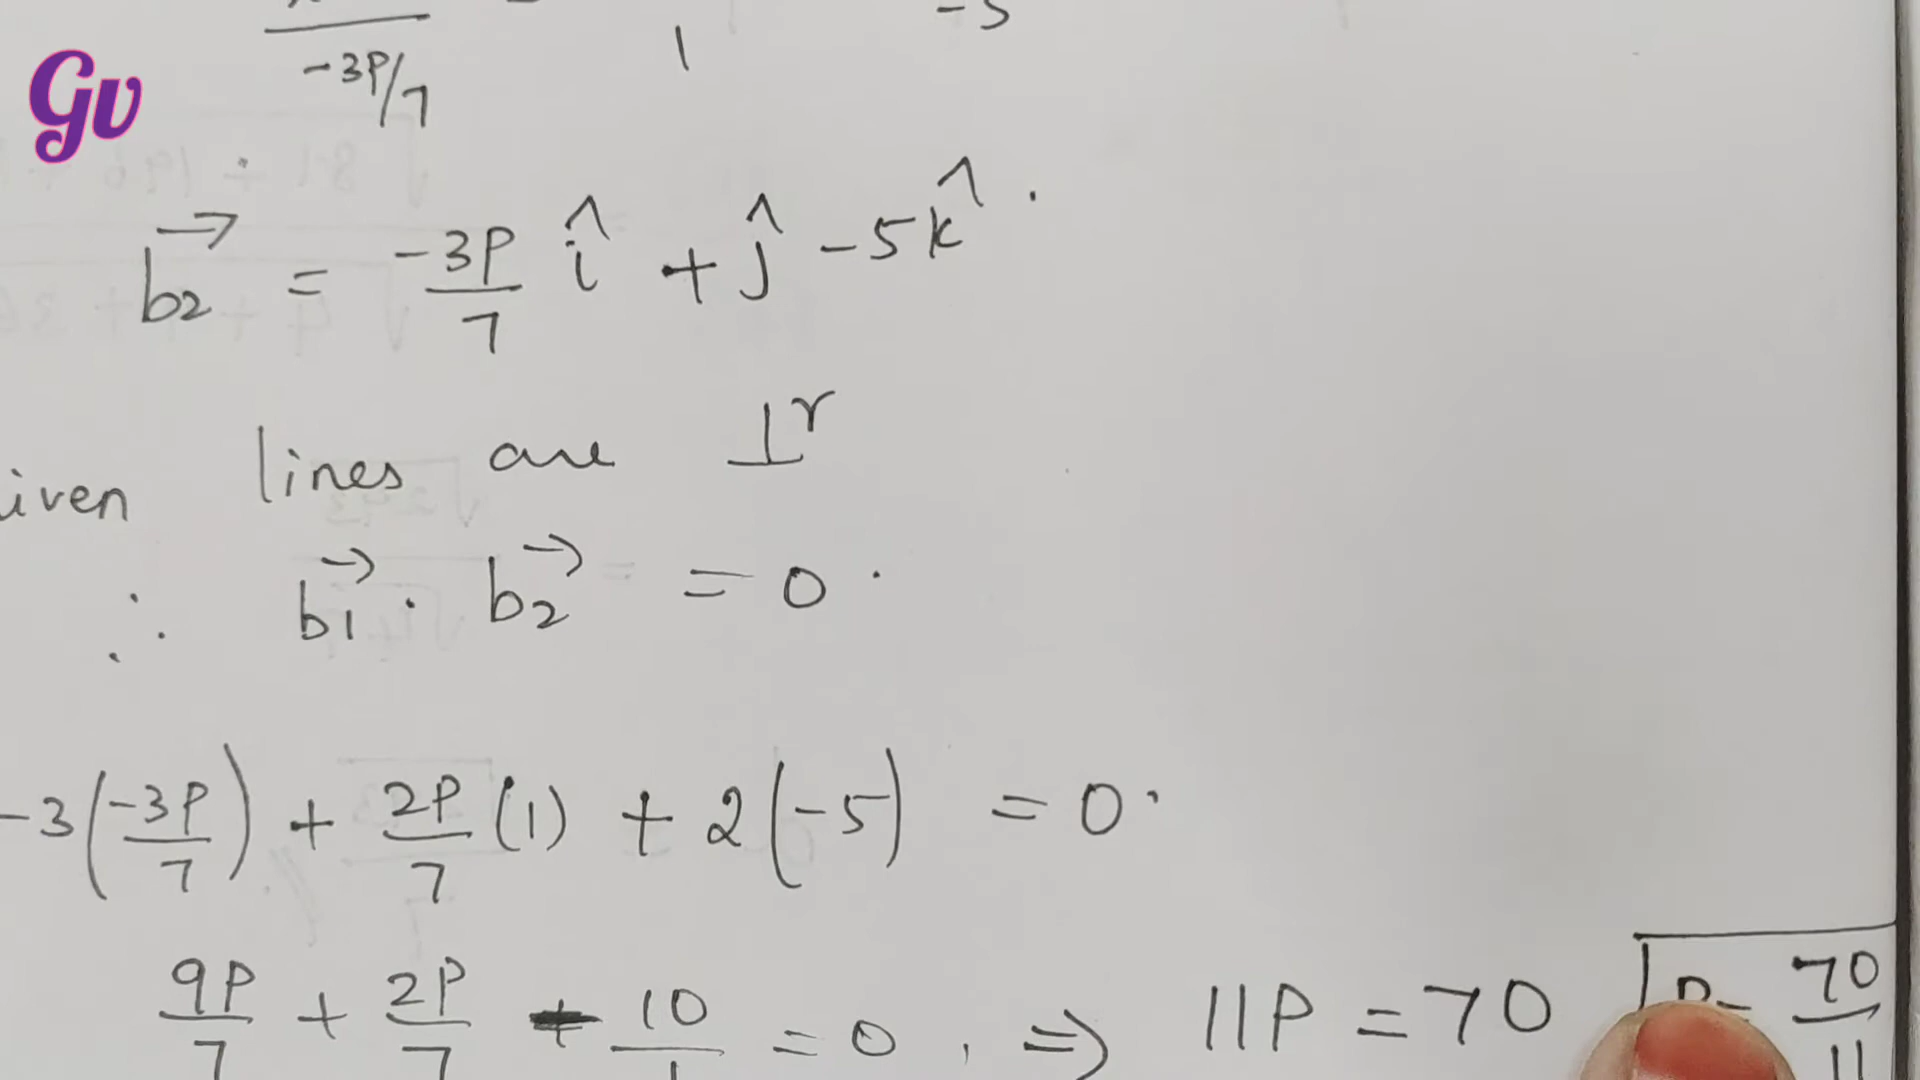 -3P/7   1   -5
Gv
b₂→ = -3P/7 î + ĵ - 5k̂ .
iven lines are ⊥ʳ
∴ b₁→ · b₂→ = 0 .
-3(-3P/7) + 2P/7 (1) + 2(-5) = 0 .
9P/7 + 2P/7 - 10/1 = 0 , ⇒ 11P = 70   P = 70/11